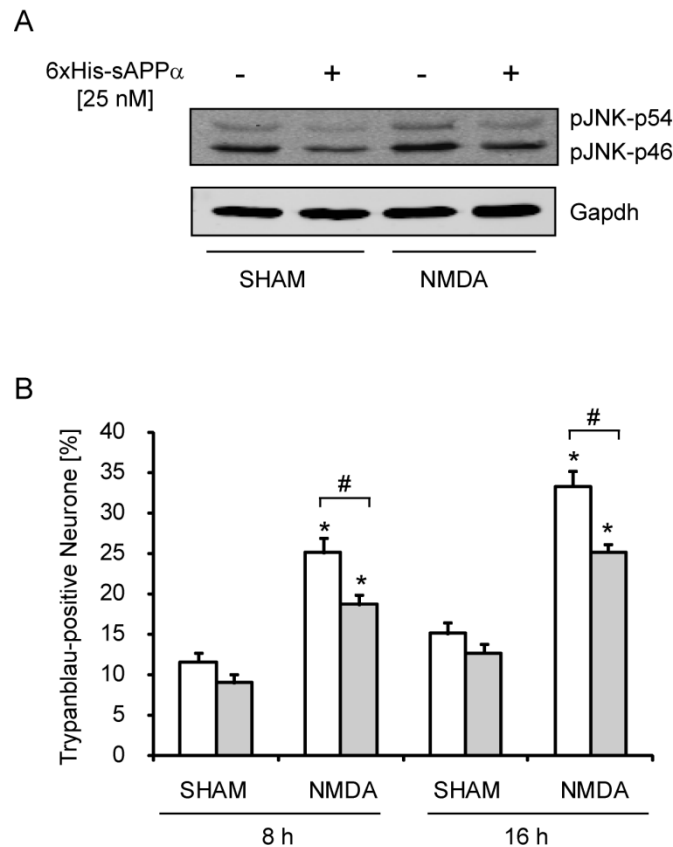 A
6xHis-sAPPα - + - +
[25 nM]
pJNK-p54
pJNK-p46
Gapdh
SHAM NMDA
B
Trypanblau-positive Neurone [%]
40
35
30
25
20
15
10
5
0
#
* *
#
* *
SHAM NMDA SHAM NMDA
8 h 16 h